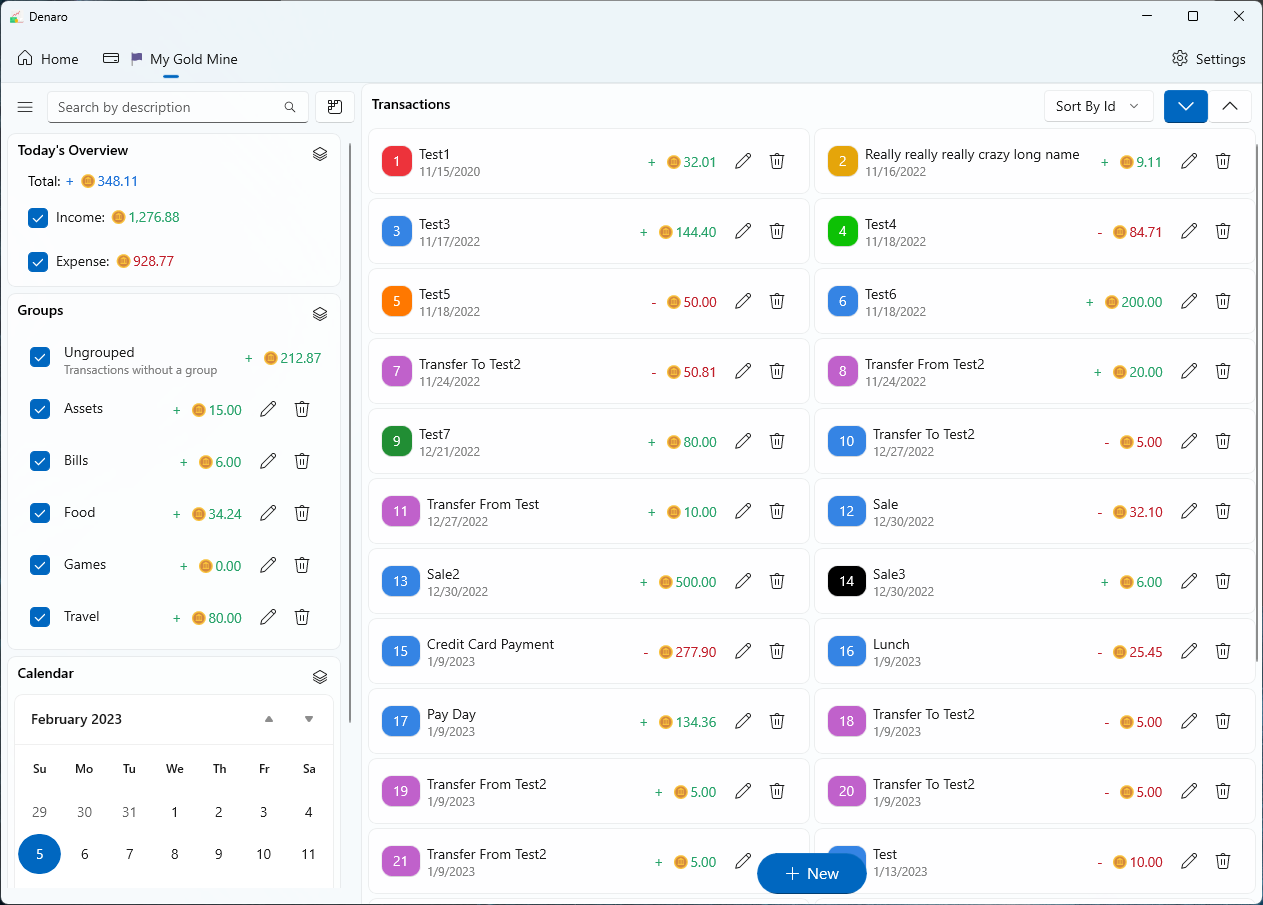 Denaro
Home
My Gold Mine
Settings
Search by description
Today's Overview
Total: + 348.11
Income: 1,276.88
Expense: 928.77
Groups
Ungrouped
Transactions without a group
+ 212.87
Assets + 15.00
Bills + 6.00
Food + 34.24
Games + 0.00
Travel + 80.00
Calendar
February 2023
Su Mo Tu We Th Fr Sa
29 30 31 1 2 3 4
5 6 7 8 9 10 11
Transactions
Sort By Id
1 Test1 + 32.01
11/15/2020
2 Really really really crazy long name + 9.11
11/16/2022
3 Test3 + 144.40
11/17/2022
4 Test4 - 84.71
11/18/2022
5 Test5 - 50.00
11/18/2022
6 Test6 + 200.00
11/18/2022
7 Transfer To Test2 - 50.81
11/24/2022
8 Transfer From Test2 + 20.00
11/24/2022
9 Test7 + 80.00
12/21/2022
10 Transfer To Test2 - 5.00
12/27/2022
11 Transfer From Test + 10.00
12/27/2022
12 Sale - 32.10
12/30/2022
13 Sale2 + 500.00
12/30/2022
14 Sale3 + 6.00
12/30/2022
15 Credit Card Payment - 277.90
1/9/2023
16 Lunch - 25.45
1/9/2023
17 Pay Day + 134.36
1/9/2023
18 Transfer To Test2 - 5.00
1/9/2023
19 Transfer From Test2 + 5.00
1/9/2023
20 Transfer To Test2 - 5.00
1/9/2023
21 Transfer From Test2 + 5.00
1/9/2023
Test - 10.00
1/13/2023
+ New